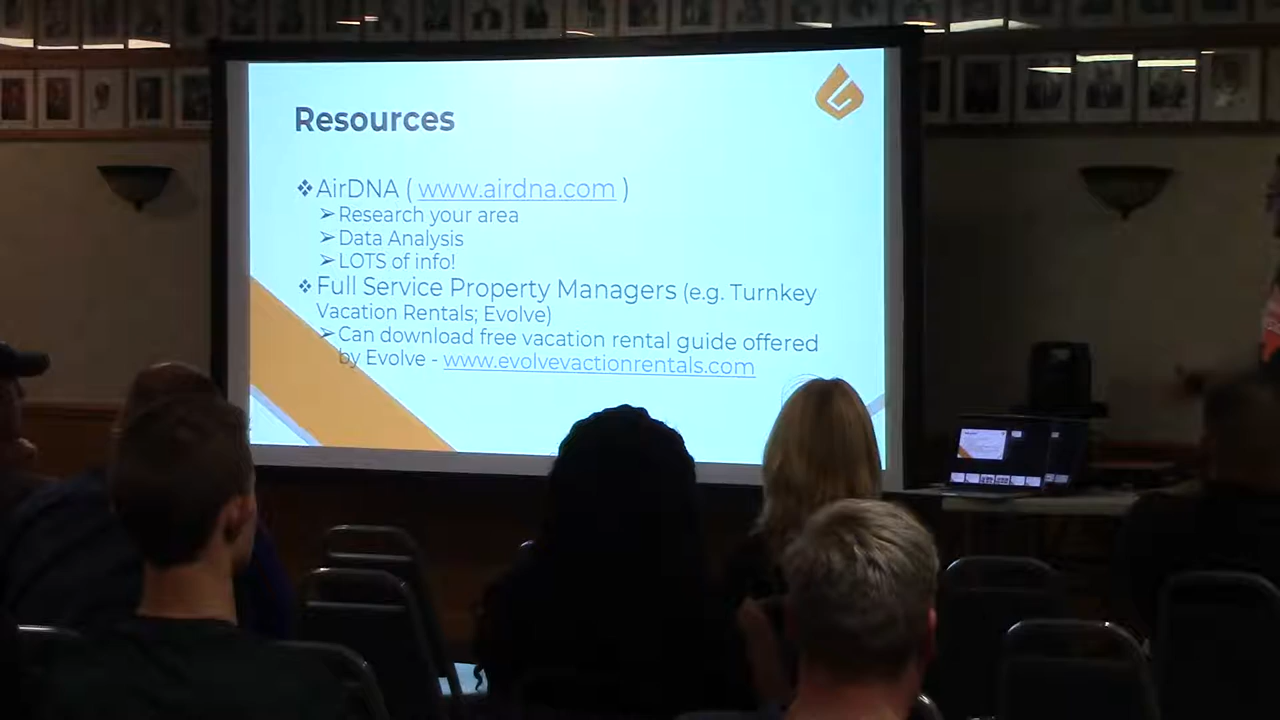 Resources
❖ AirDNA ( www.airdna.com )
➢ Research your area
➢ Data Analysis
➢ LOTS of info!
❖ Full Service Property Managers (e.g. Turnkey
Vacation Rentals; Evolve)
➢ Can download free vacation rental guide offered
by Evolve - www.evolvevactionrentals.com